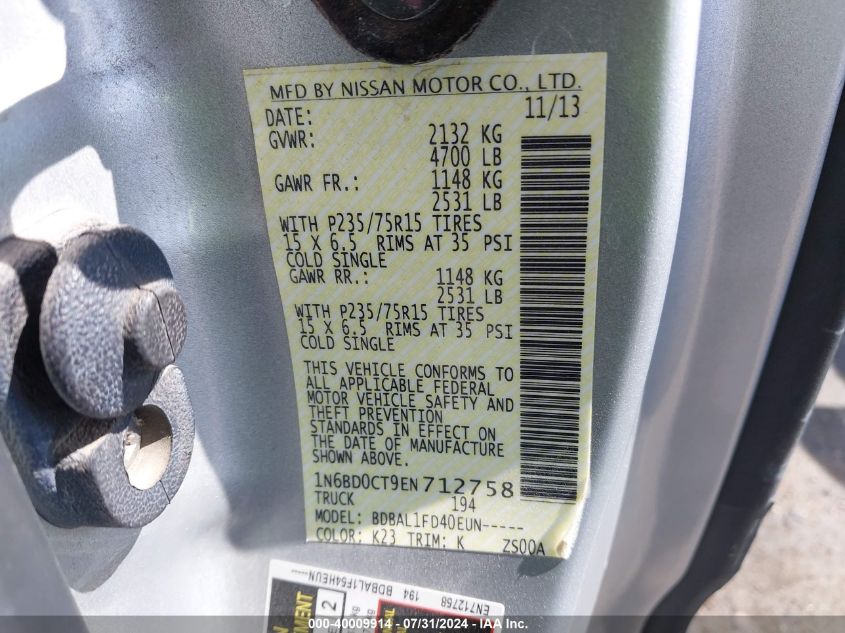 MFD BY NISSAN MOTOR CO., LTD.
DATE: 11/13
GVWR: 2132 KG
4700 LB
GAWR FR.: 1148 KG
2531 LB
WITH P235/75R15 TIRES
15 X 6.5 RIMS AT 35 PSI
COLD SINGLE
GAWR RR.: 1148 KG
2531 LB
WITH P235/75R15 TIRES
15 X 6.5 RIMS AT 35 PSI
COLD SINGLE
THIS VEHICLE CONFORMS TO
ALL APPLICABLE FEDERAL
MOTOR VEHICLE SAFETY AND
THEFT PREVENTION
STANDARDS IN EFFECT ON
THE DATE OF MANUFACTURE
SHOWN ABOVE.
1N6BD0CT9EN712758
TRUCK 194
MODEL: BDBAL1FD40EUN-----
COLOR: K23 TRIM: K ZS00A
EN712758 194 BDBAL1F54HEUN---
2
000-40009914 - 07/31/2024 - IAA Inc.